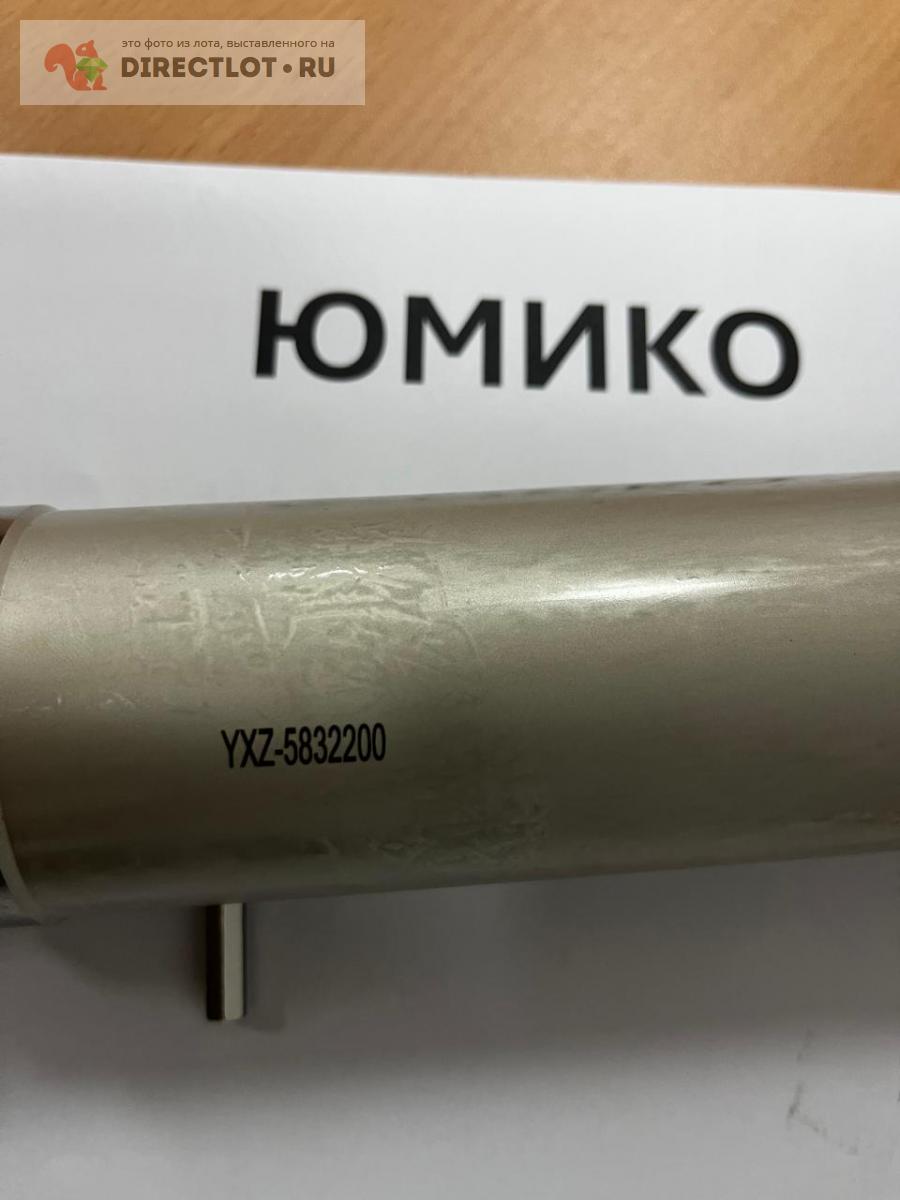 это фото из лота, выставленного на
DIRECTLOT•RU
ЮМИКО
YXZ-5832200